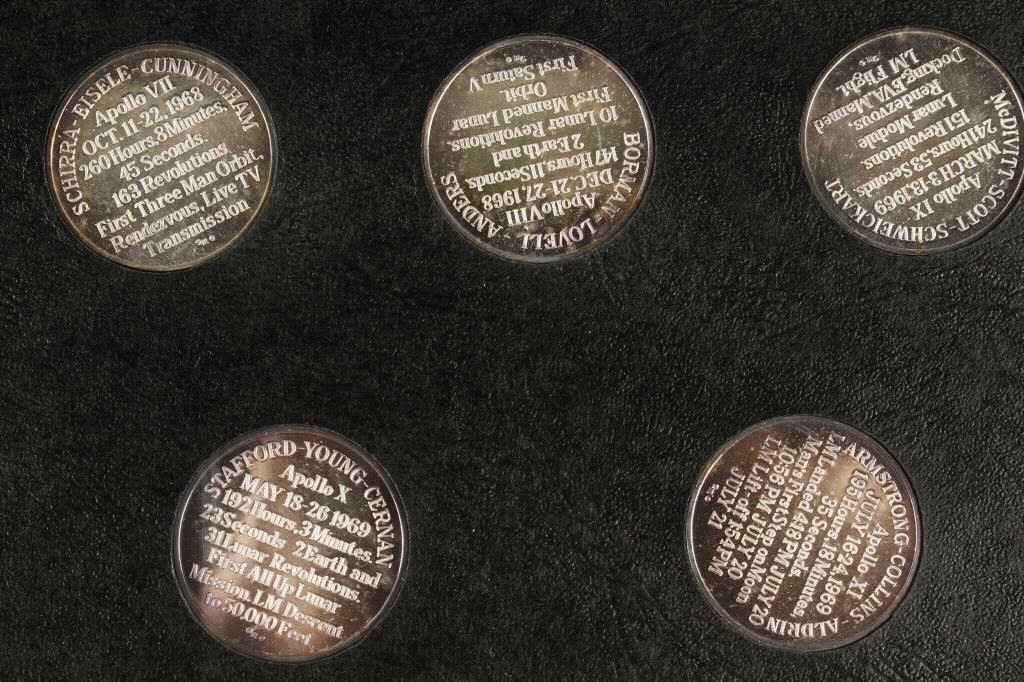 SCHIRRA-EISELE-CUNNINGHAM
Apollo VII
OCT. 11-22, 1968
260 Hours, 8 Minutes,
45 Seconds.
163 Revolutions
First Three Man Orbit,
Rendezvous, Live TV
Transmission
BORMAN-LOVELL-ANDERS
Apollo VIII
DEC. 21-27, 1968
147 Hours, 11 Seconds.
2 Earth and
10 Lunar Revolutions.
First Manned Lunar
Orbit
First Saturn V
McDIVITT-SCOTT-SCHWEICKART
Apollo IX
MARCH 3-13, 1969
241 Hours, 53 Seconds
151 Revolutions
Lunar Module
Rendezvous,
Docking, EVA, Manned
LM Flight
STAFFORD-YOUNG-CERNAN
Apollo X
MAY 18-26 1969
192 Hours, 3 Minutes,
23 Seconds 2 Earth and
31 Lunar Revolutions.
First All Up Lunar
Mission. LM Descent
to 50,000 Feet
ARMSTRONG-COLLINS-ALDRIN
Apollo XI
JULY 16-24, 1969
195 Hours 18 Minutes,
35 Seconds.
LM Landed 4:18 PM JULY 20
Man's First Step on Moon
10:56 PM JULY 20
LM Lift-off 1:54 PM
JULY 21